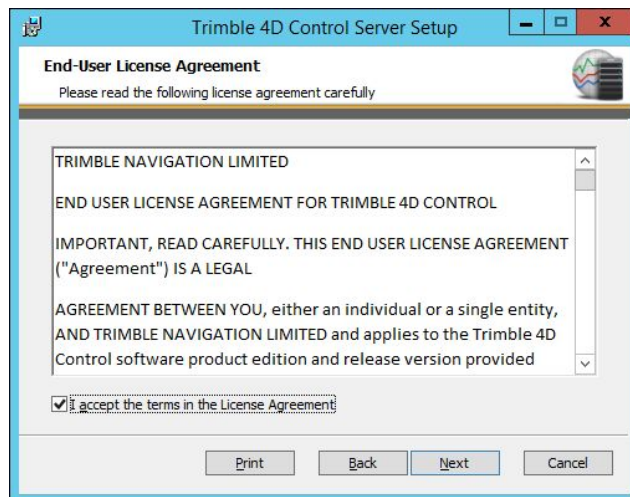 Trimble 4D Control Server Setup
End-User License Agreement
Please read the following license agreement carefully
TRIMBLE NAVIGATION LIMITED
END USER LICENSE AGREEMENT FOR TRIMBLE 4D CONTROL
IMPORTANT, READ CAREFULLY. THIS END USER LICENSE AGREEMENT
("Agreement") IS A LEGAL
AGREEMENT BETWEEN YOU, either an individual or a single entity,
AND TRIMBLE NAVIGATION LIMITED and applies to the Trimble 4D
Control software product edition and release version provided
I accept the terms in the License Agreement
Print Back Next Cancel